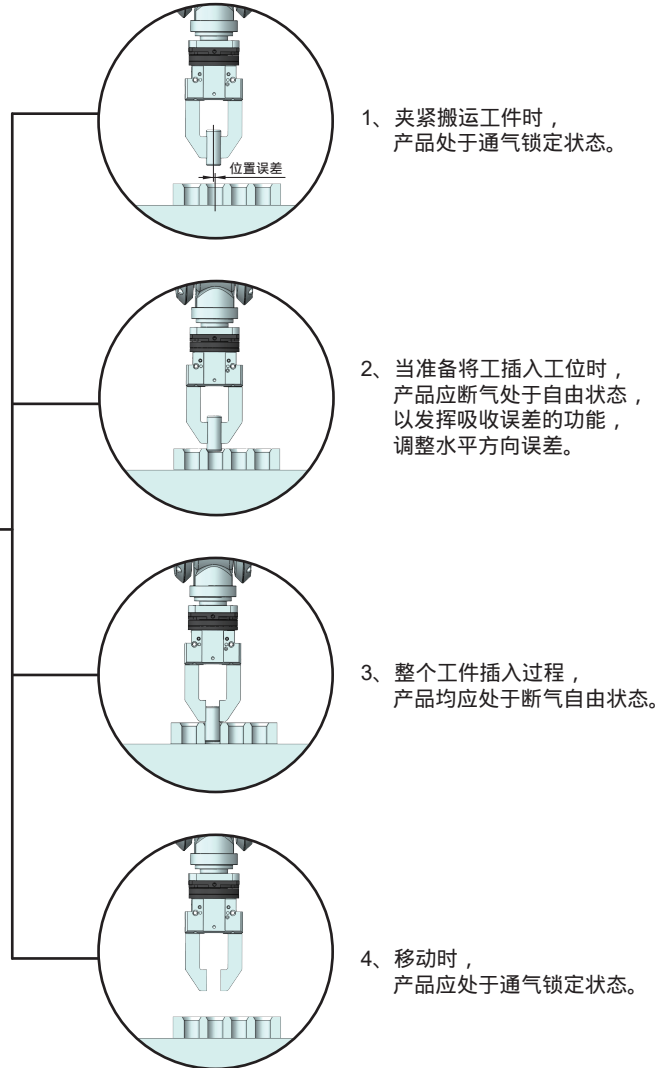 位置误差
1、夹紧搬运工件时，
产品处于通气锁定状态。
2、当准备将工插入工位时，
产品应断气处于自由状态，
以发挥吸收误差的功能，
调整水平方向误差。
3、整个工件插入过程，
产品均应处于断气自由状态。
4、移动时，
产品应处于通气锁定状态。